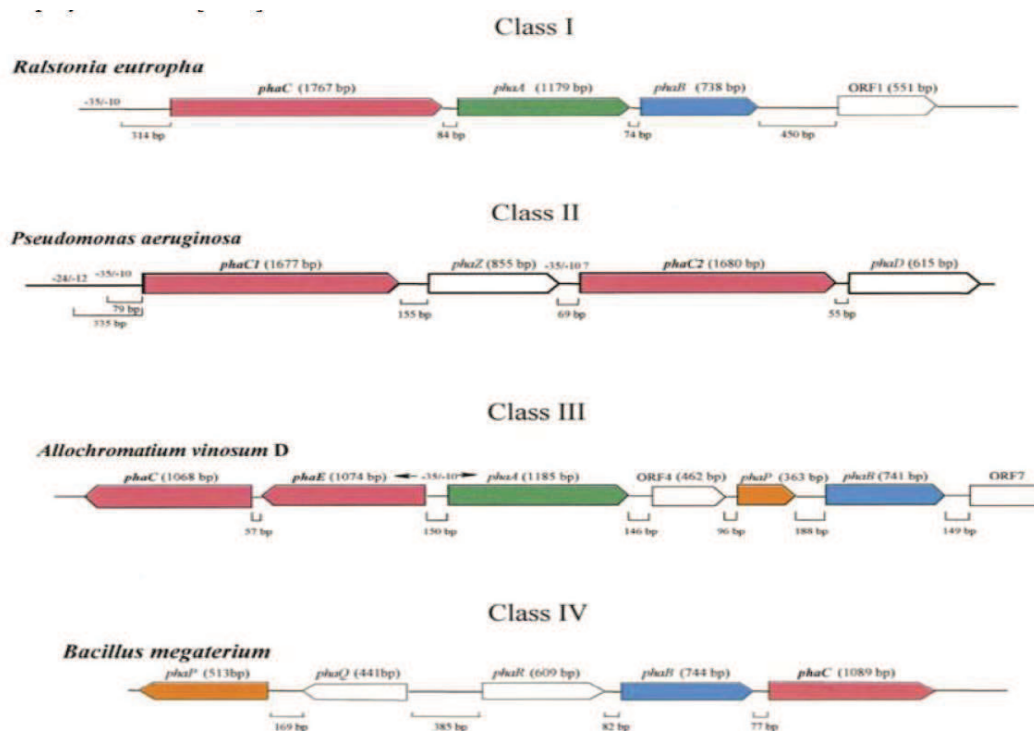 Class I
Ralstonia eutropha
phaC (1767 bp) phaA (1179 bp) phaB (738 bp) ORF1 (551 bp)
-35/-10
314 bp 84 bp 74 bp 450 bp
Class II
Pseudomonas aeruginosa
phaC1 (1677 bp) phaZ (855 bp) -35/-10 ? phaC2 (1680 bp) phaD (615 bp)
-24/-12 -35/-10
79 bp 155 bp 69 bp 55 bp
335 bp
Class III
Allochromatium vinosum D
phaC (1068 bp) phaE (1074 bp) -35/-10 phaA (1185 bp) ORF4 (462 bp) phaP (363 bp) phaB (741 bp) ORF7
57 bp 150 bp 146 bp 96 bp 188 bp 149 bp
Class IV
Bacillus megaterium
phaP (513bp) phaQ (441bp) phaR (609 bp) phaB (744 bp) phaC (1089 bp)
169 bp 385 bp 82 bp 77 bp